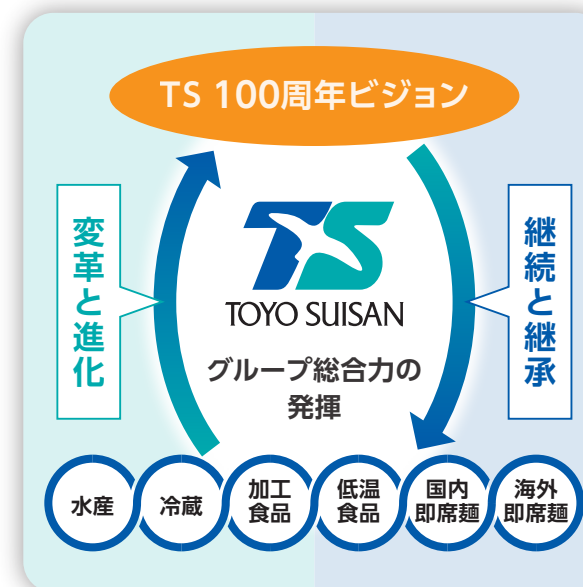 TS 100周年ビジョン
変革と進化
TS
TOYO SUISAN
グループ総合力の
発揮
継続と継承
水産
冷蔵
加工
食品
低温
食品
国内
即席麺
海外
即席麺